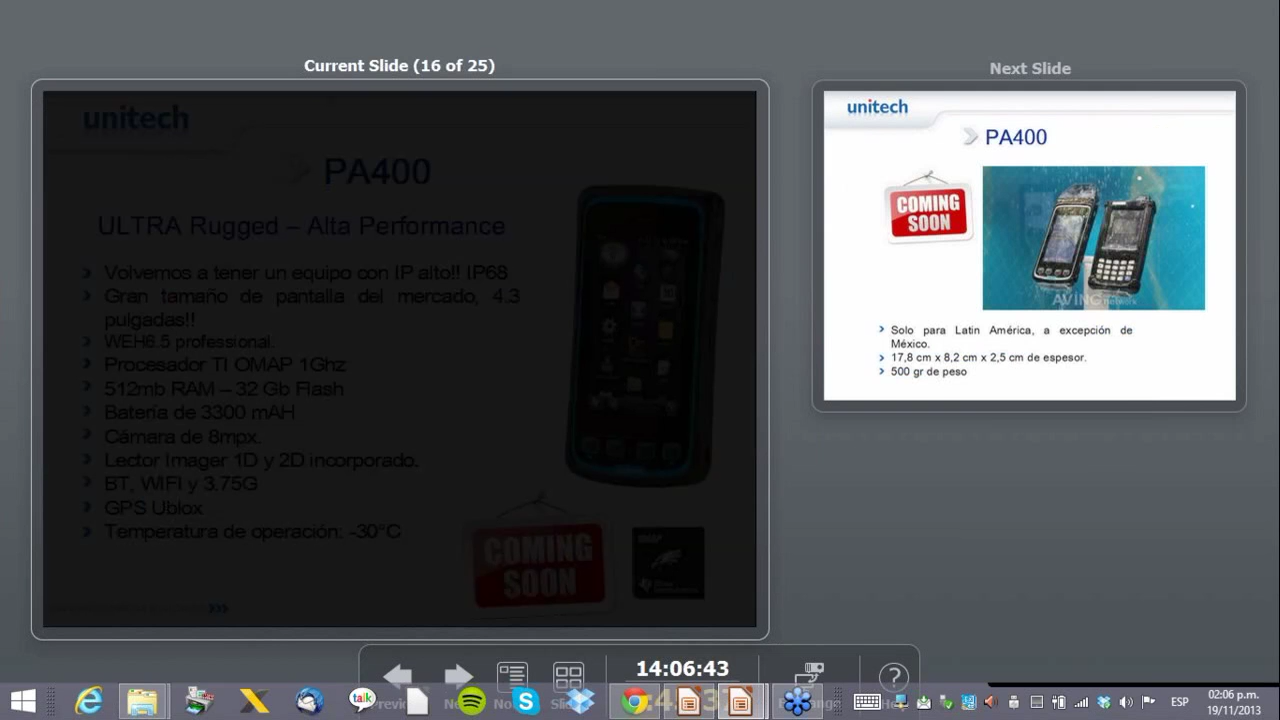 Current Slide (16 of 25)
unitech
PA400
ULTRA Rugged – Alta Performance
Volvemos a tener un equipo con IP alto!! IP68
Gran tamaño de pantalla del mercado, 4.3
pulgadas!!
WEH6.5 professional.
Procesador TI OMAP 1Ghz
512mb RAM – 32 Gb Flash
Batería de 3300 mAH
Cámara de 8mpx.
Lector Imager 1D y 2D incorporado.
BT, WIFI y 3.75G
GPS Ublox
Temperatura de operación: -30°C
COMING
SOON
Next Slide
unitech
PA400
COMING
SOON
AVING
Solo para Latin América, a excepción de
México.
17,8 cm x 8,2 cm x 2,5 cm de espesor.
500 gr de peso
14:06:43
talk
ESP
02:06 p.m.
19/11/2013